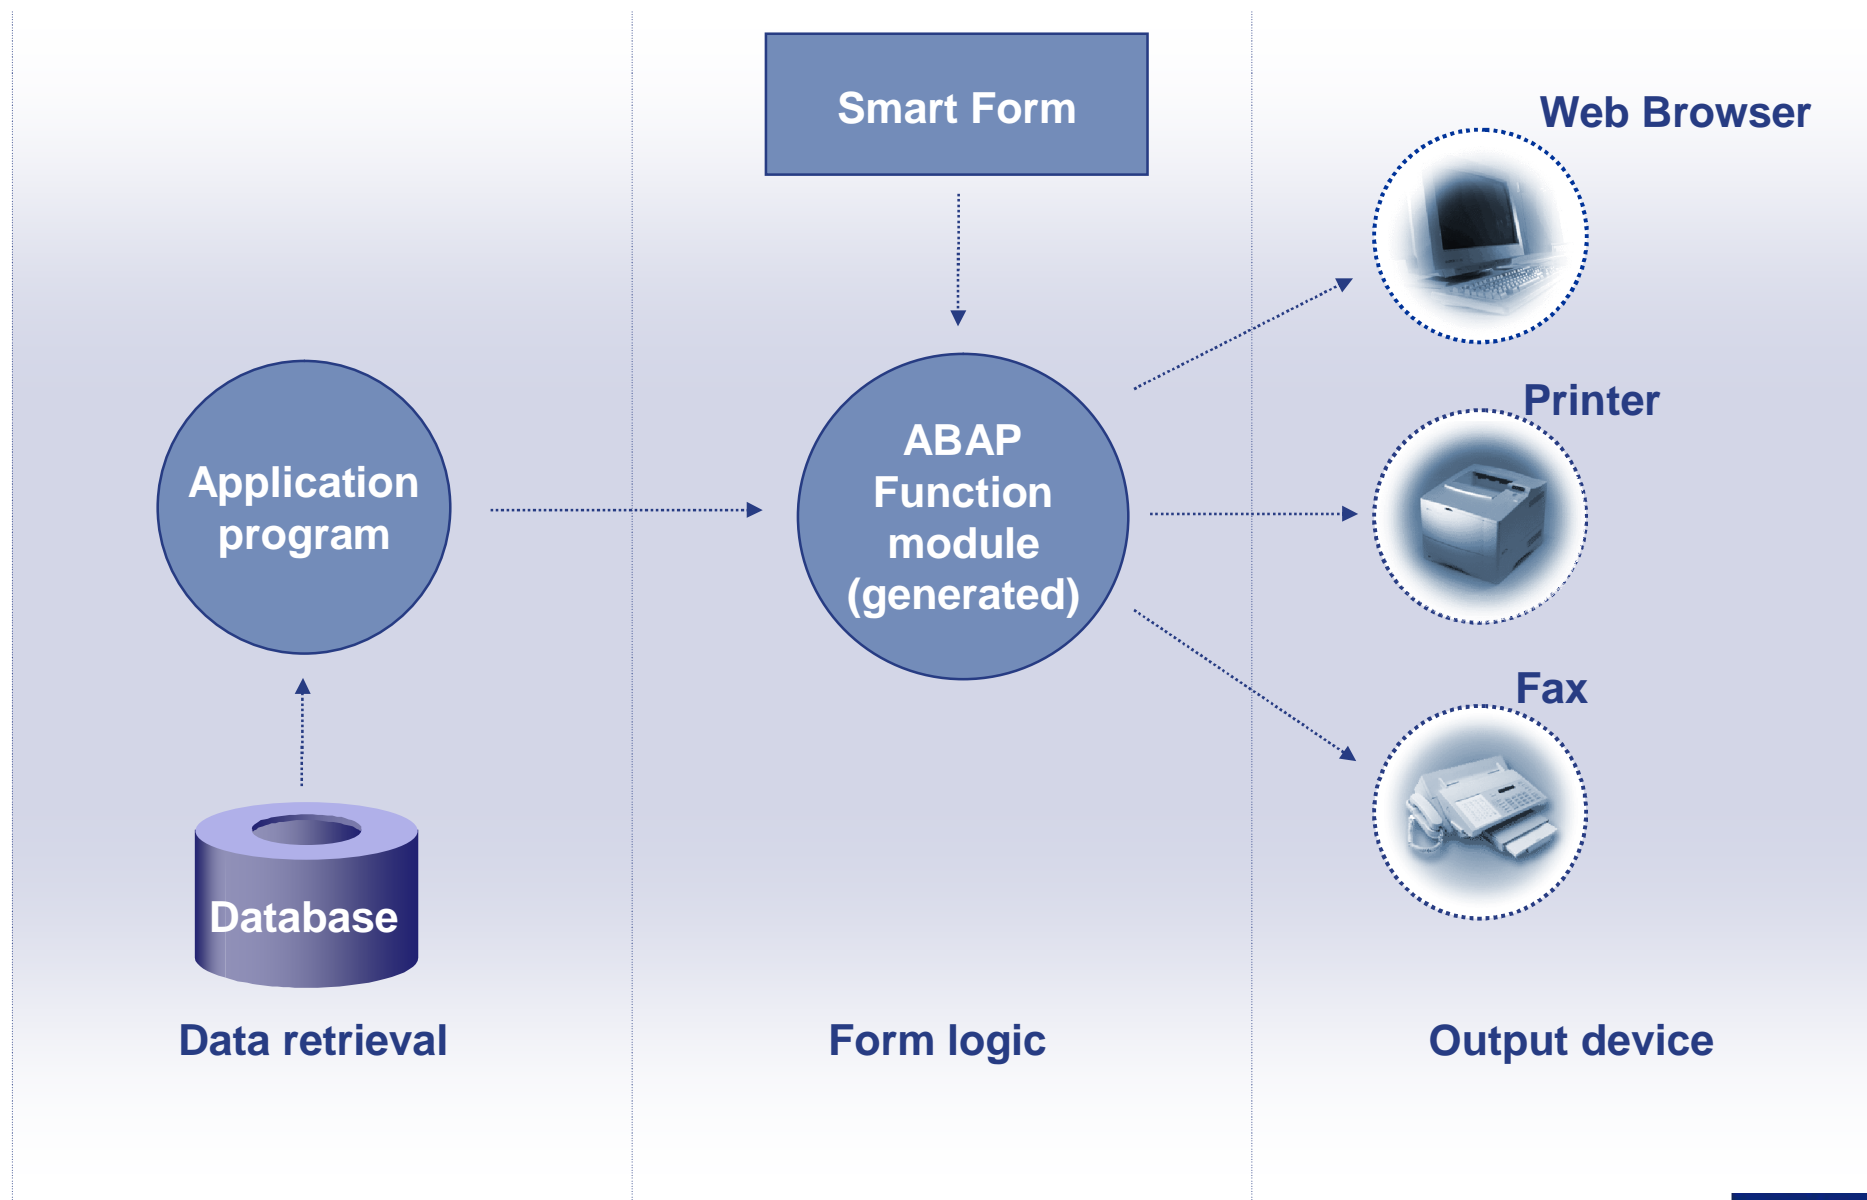 Smart Form
Web Browser
Printer
Application
program
ABAP
Function
module
(generated)
Fax
Database
Data retrieval
Form logic
Output device